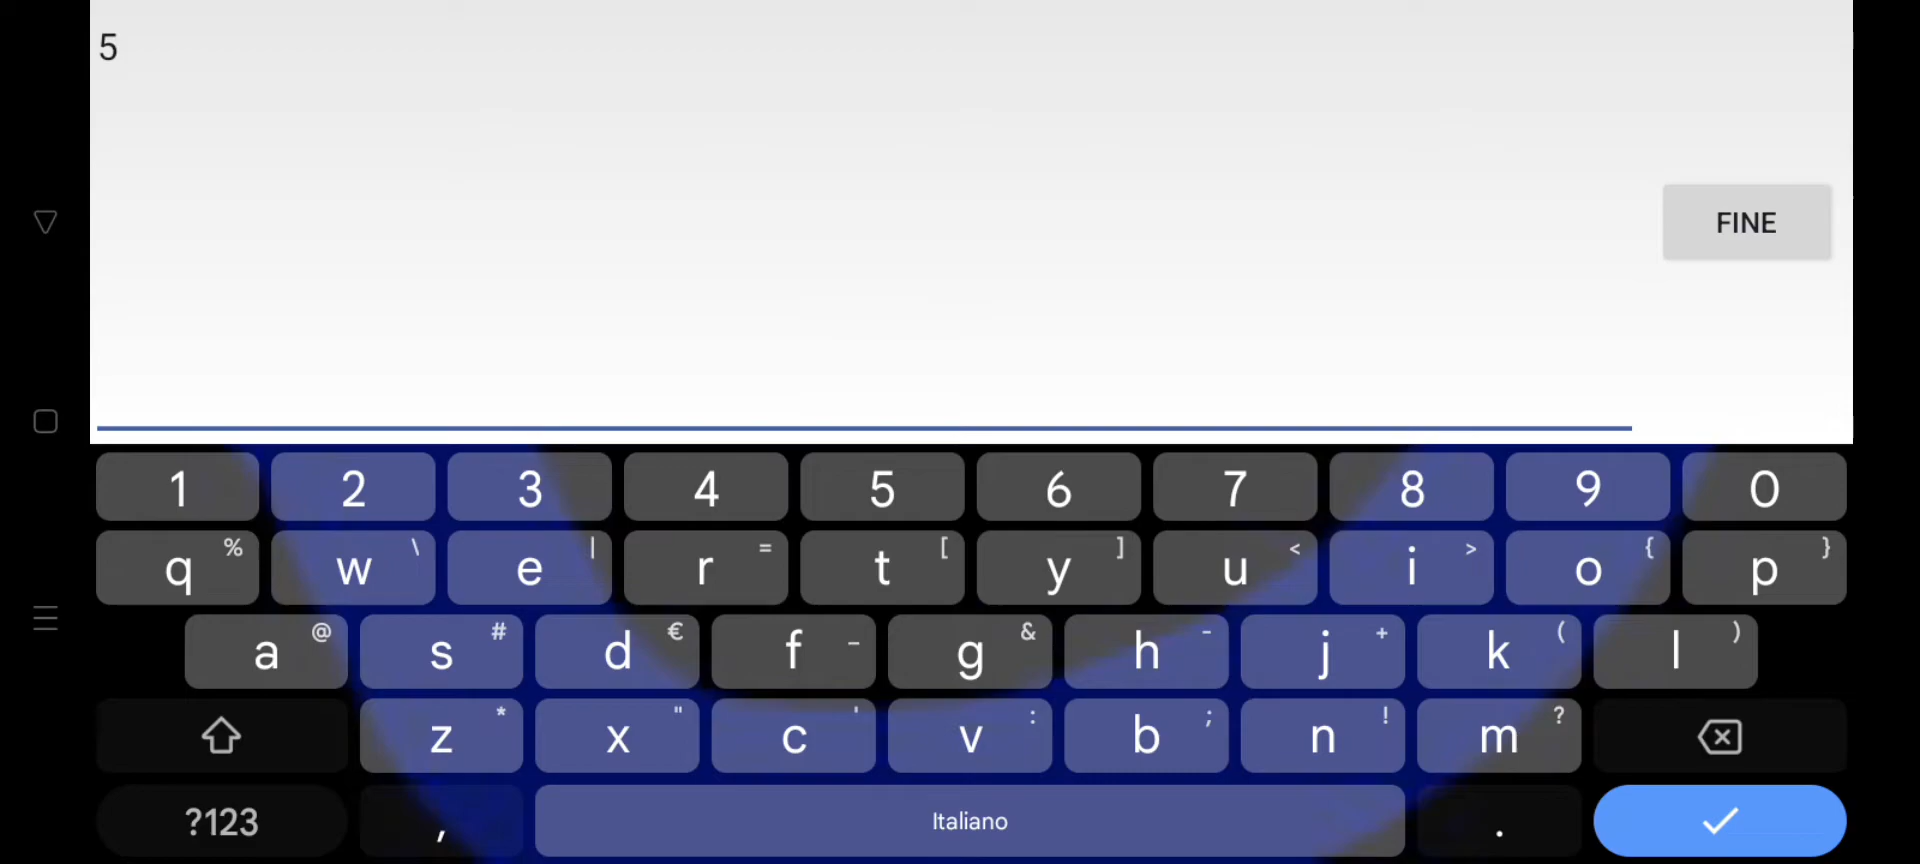 5
FINE
1 2 3 4 5 6 7 8 9 0
q % w \ e | r = t [ y ] u < i > o { p }
a @ s # d € f _ g & h - j + k ( l )
z * x " c ' v : b ; n ! m ?
?123 , Italiano .